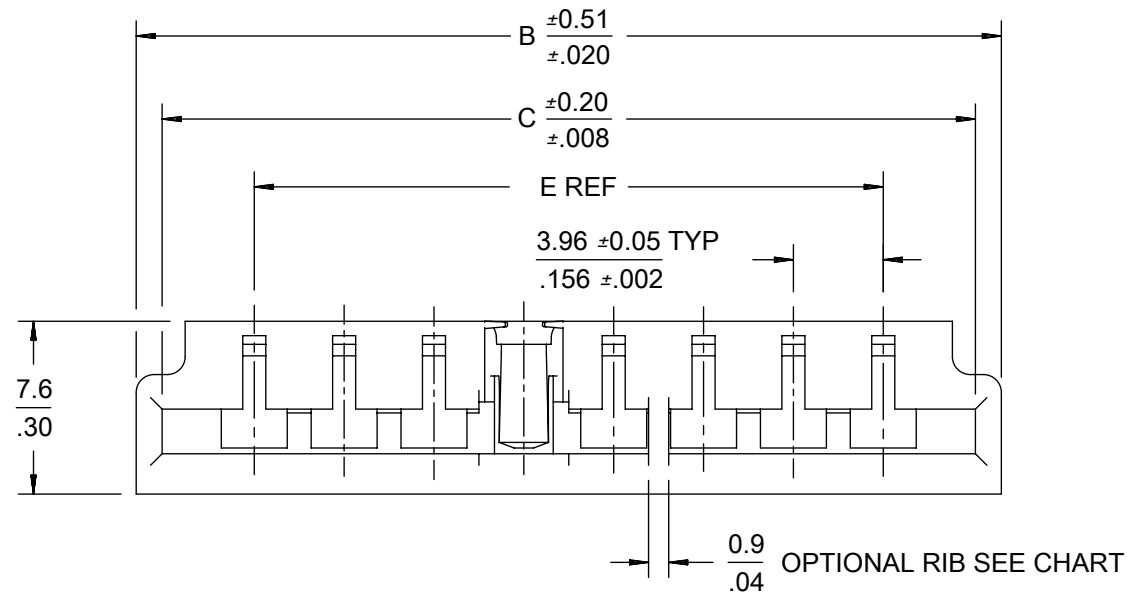 B ±0.51
±.020
C ±0.20
±.008
E REF
3.96 ±0.05 TYP
.156 ±.002
7.6
.30
0.9
.04 OPTIONAL RIB SEE CHART